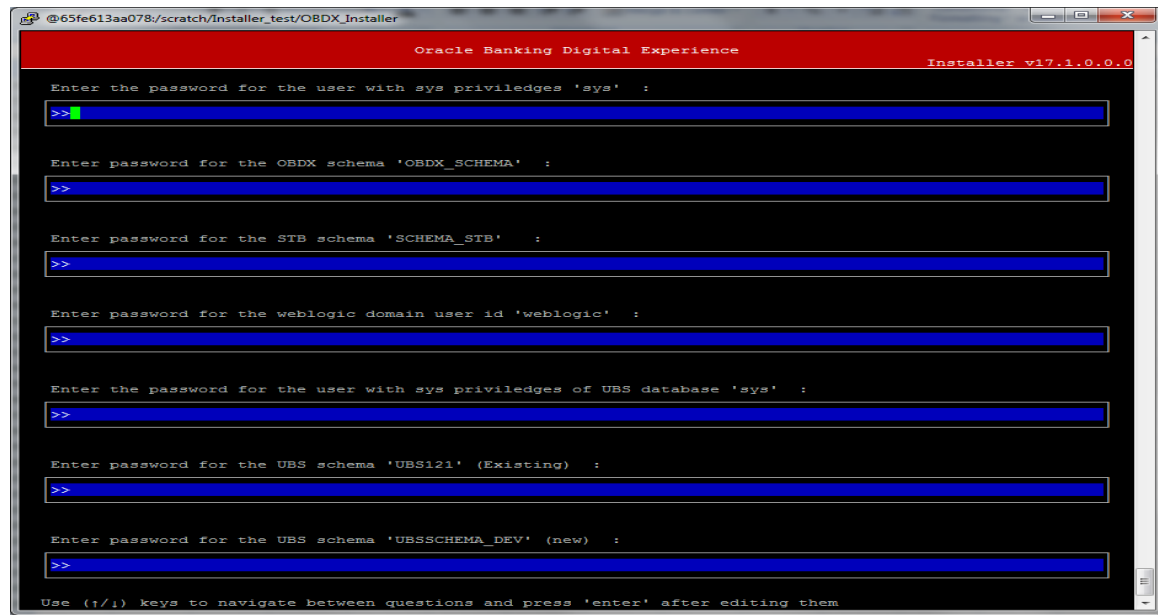 @65fe613aa078:/scratch/Installer_test/OBDX_Installer
Oracle Banking Digital Experience
Installer v17.1.0.0.0
Enter the password for the user with sys priviledges 'sys'  :
>>
Enter password for the OBDX schema 'OBDX_SCHEMA'  :
>>
Enter password for the STB schema 'SCHEMA_STB'   :
>>
Enter password for the weblogic domain user id 'weblogic'  :
>>
Enter the password for the user with sys priviledges of UBS database 'sys'  :
>>
Enter password for the UBS schema 'UBS121' (Existing)  :
>>
Enter password for the UBS schema 'UBSSCHEMA_DEV' (new)  :
>>
Use (↑/↓) keys to navigate between questions and press 'enter' after editing them